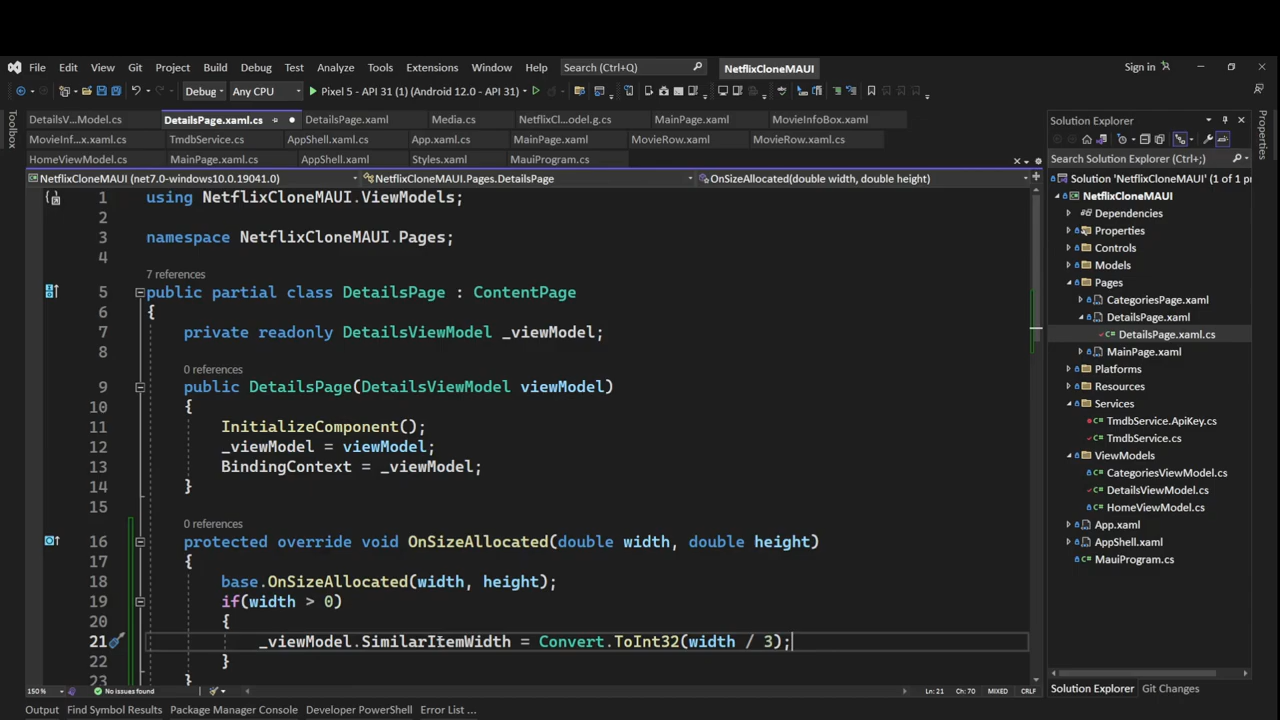 File Edit View Git Project Build Debug Test Analyze Tools Extensions Window Help Search (Ctrl+Q) NetflixCloneMAUI Sign in
Debug Any CPU Pixel 5 - API 31 (1) (Android 12.0 - API 31)
Toolbox
DetailsV...Model.cs DetailsPage.xaml.cs DetailsPage.xaml Media.cs NetflixCl...odel.g.cs MainPage.xaml MovieInfoBox.xaml
MovieInf...x.xaml.cs TmdbService.cs AppShell.xaml.cs App.xaml.cs MainPage.xaml MovieRow.xaml MovieRow.xaml.cs
HomeViewModel.cs MainPage.xaml.cs AppShell.xaml Styles.xaml MauiProgram.cs
NetflixCloneMAUI (net7.0-windows10.0.19041.0) NetflixCloneMAUI.Pages.DetailsPage OnSizeAllocated(double width, double height)
1 using NetflixCloneMAUI.ViewModels;
2
3 namespace NetflixCloneMAUI.Pages;
4
7 references
5 public partial class DetailsPage : ContentPage
6 {
7 private readonly DetailsViewModel _viewModel;
8
0 references
9 public DetailsPage(DetailsViewModel viewModel)
10 {
11 InitializeComponent();
12 _viewModel = viewModel;
13 BindingContext = _viewModel;
14 }
15
0 references
16 protected override void OnSizeAllocated(double width, double height)
17 {
18 base.OnSizeAllocated(width, height);
19 if(width > 0)
20 {
21 _viewModel.SimilarItemWidth = Convert.ToInt32(width / 3);
22 }
23 }
150 % No issues found Ln: 21 Ch: 70 MIXED CRLF
Output Find Symbol Results Package Manager Console Developer PowerShell Error List ...
Solution Explorer
Search Solution Explorer (Ctrl+;)
Solution 'NetflixCloneMAUI' (1 of 1 p
NetflixCloneMAUI
Dependencies
Properties
Controls
Models
Pages
CategoriesPage.xaml
DetailsPage.xaml
DetailsPage.xaml.cs
MainPage.xaml
Platforms
Resources
Services
TmdbService.ApiKey.cs
TmdbService.cs
ViewModels
CategoriesViewModel.cs
DetailsViewModel.cs
HomeViewModel.cs
App.xaml
AppShell.xaml
MauiProgram.cs
Solution Explorer Git Changes
Properties